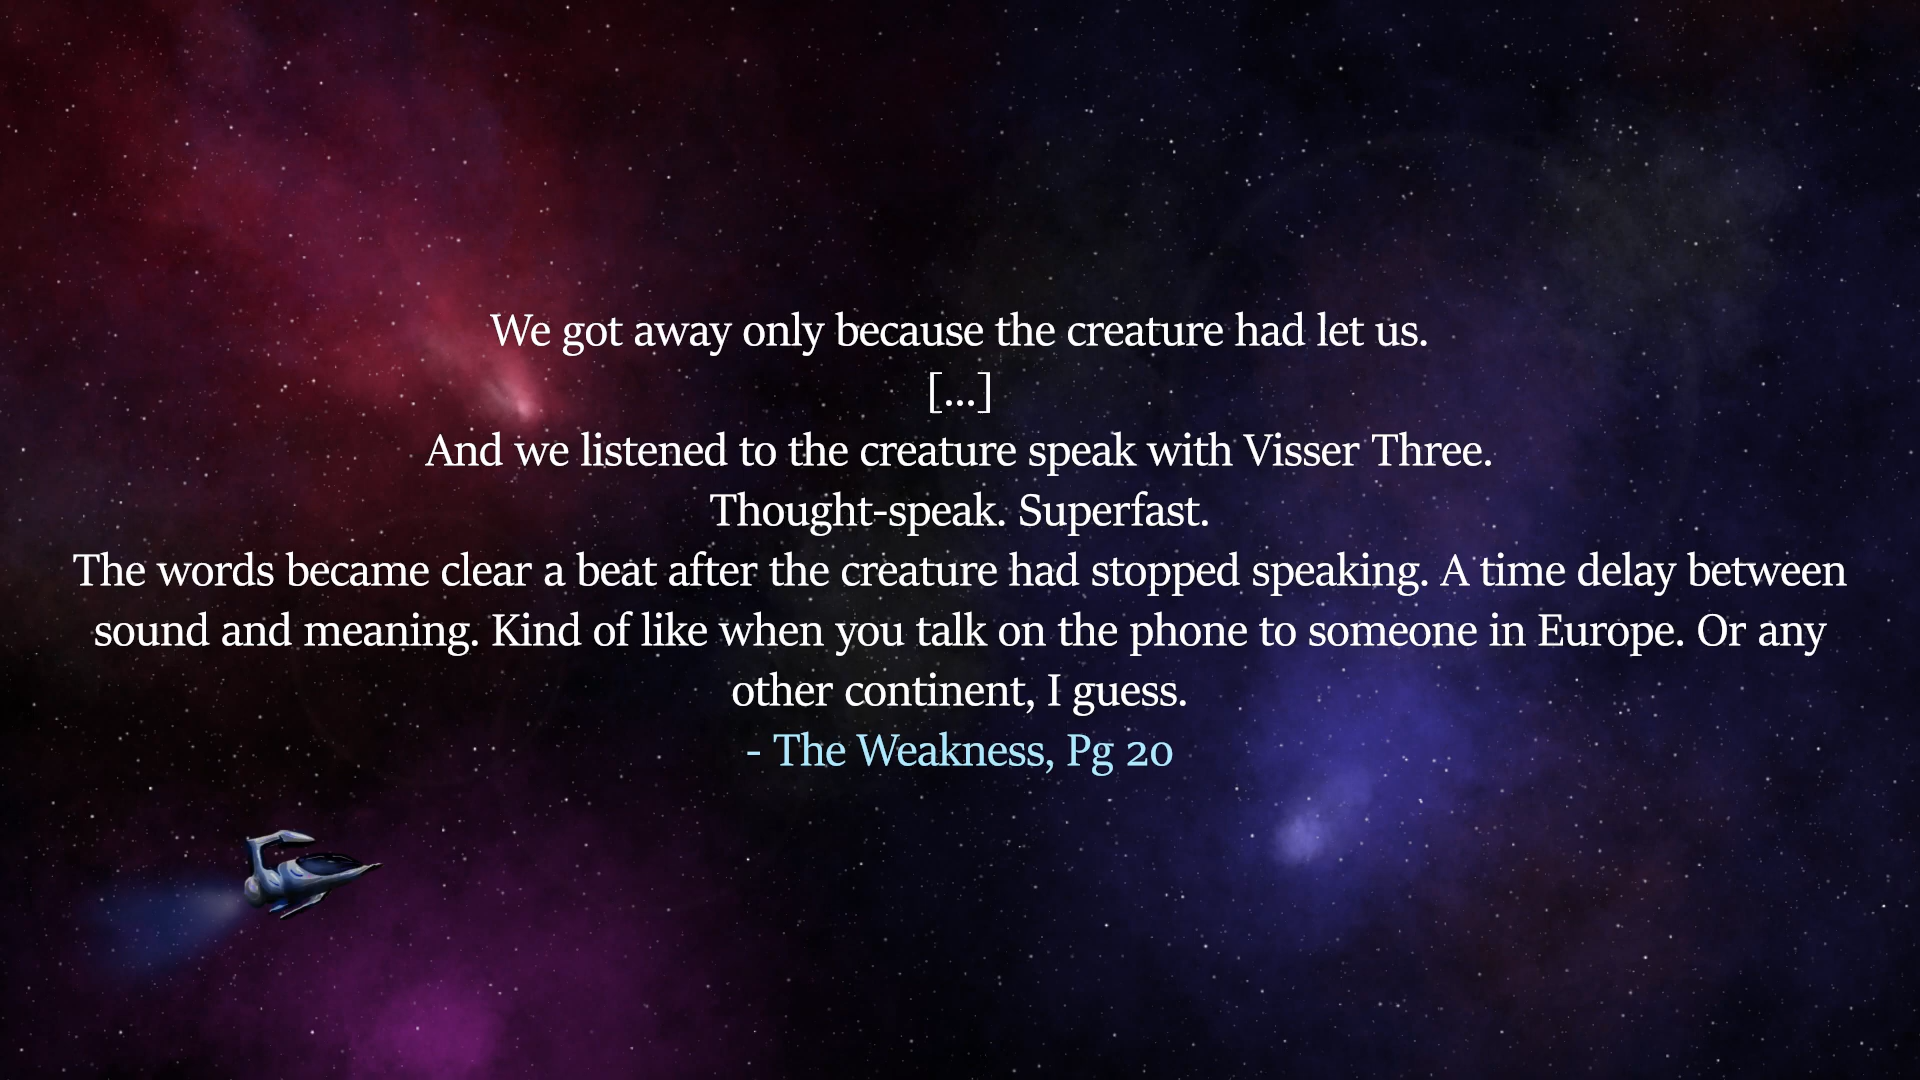 We got away only because the creature had let us.
[...]
And we listened to the creature speak with Visser Three.
Thought-speak. Superfast.
The words became clear a beat after the creature had stopped speaking. A time delay between
sound and meaning. Kind of like when you talk on the phone to someone in Europe. Or any
other continent, I guess.
- The Weakness, Pg 20